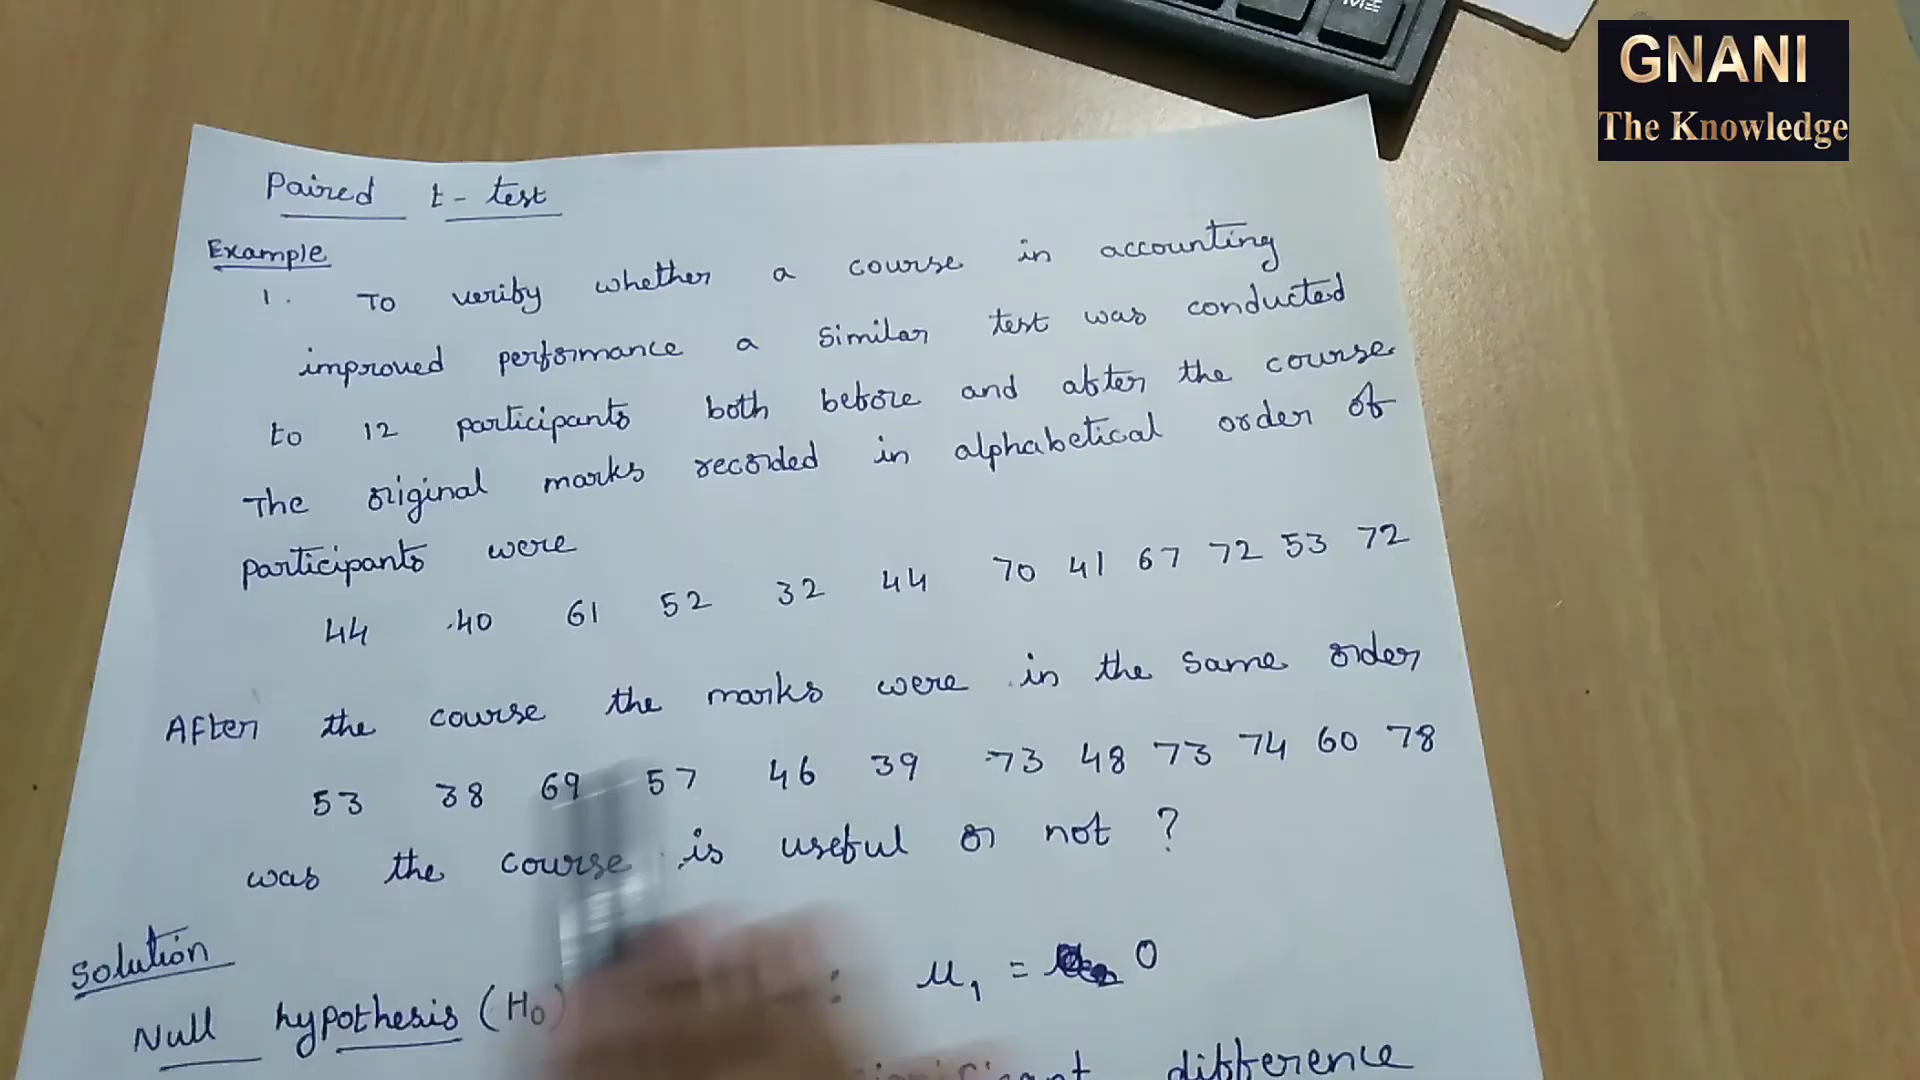 GNANI
The Knowledge
Paired t-test
Example
1. To verify whether a course in accounting
improved performance a similar test was conducted
to 12 participants both before and after the course.
The original marks recorded in alphabetical order of
participants were
44 40 61 52 32 44 70 41 67 72 53 72
After the course the marks were in the same order
53 38 69 57 46 39 73 48 73 74 60 78
was the course is useful or not ?
Solution
Null hypothesis (H0) : μ1 = 0
difference